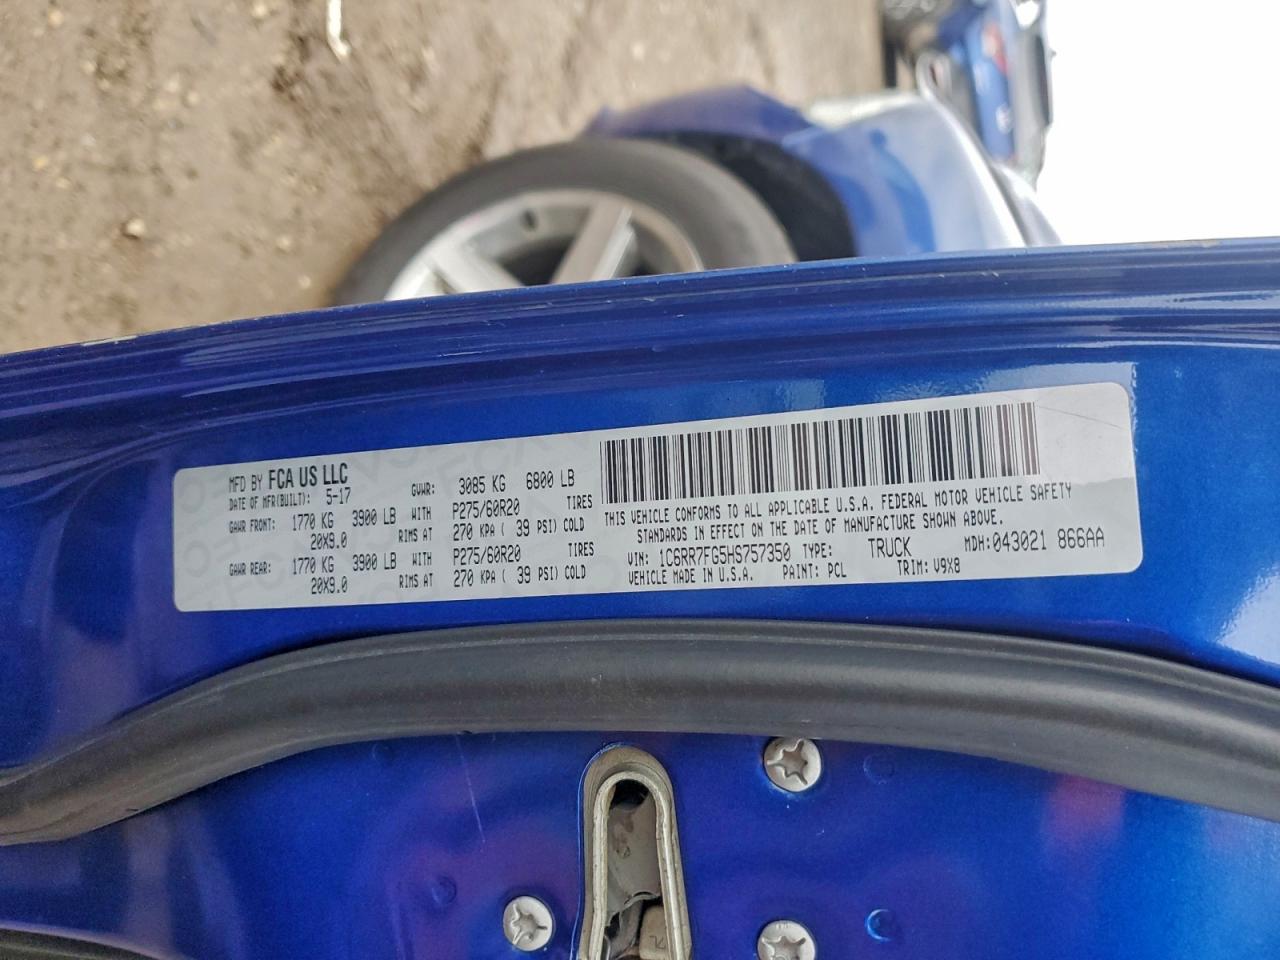 MFD BY FCA US LLC
DATE OF MFR(BUILT): 5-17 GVWR: 3085 KG 6800 LB
GAWR FRONT: 1770 KG 3900 LB WITH P275/60R20 TIRES
20X9.0 RIMS AT 270 KPA ( 39 PSI) COLD
GAWR REAR: 1770 KG 3900 LB WITH P275/60R20 TIRES
20X9.0 RIMS AT 270 KPA ( 39 PSI) COLD
THIS VEHICLE CONFORMS TO ALL APPLICABLE U.S.A. FEDERAL MOTOR VEHICLE SAFETY
STANDARDS IN EFFECT ON THE DATE OF MANUFACTURE SHOWN ABOVE.
VIN: 1C6RR7FG5HS757350 TYPE: TRUCK MDH:043021 866AA
VEHICLE MADE IN U.S.A. PAINT: PCL TRIM: V9X8